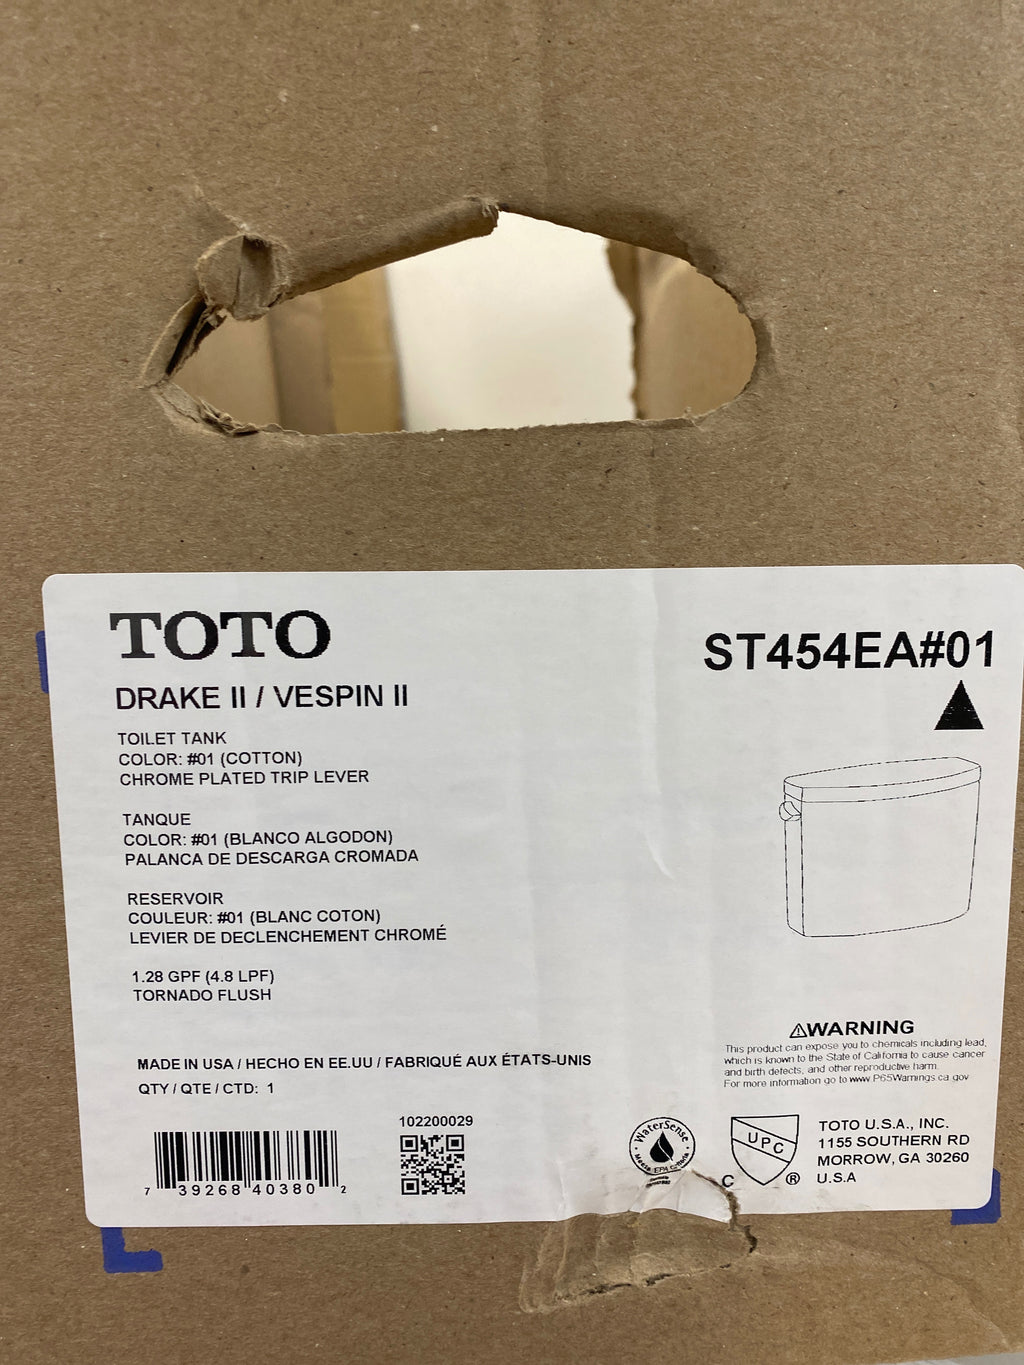 TOTO
ST454EA#01
DRAKE II / VESPIN II
TOILET TANK
COLOR: #01 (COTTON)
CHROME PLATED TRIP LEVER
TANQUE
COLOR: #01 (BLANCO ALGODON)
PALANCA DE DESCARGA CROMADA
RESERVOIR
COULEUR: #01 (BLANC COTON)
LEVIER DE DECLENCHEMENT CHROMÉ
1.28 GPF (4.8 LPF)
TORNADO FLUSH
MADE IN USA / HECHO EN EE.UU / FABRIQUÉ AUX ÉTATS-UNIS
QTY / QTE / CTD: 1
⚠WARNING
This product can expose you to chemicals including lead,
which is known to the State of California to cause cancer
and birth defects, and other reproductive harm.
For more information go to www.P65Warnings.ca.gov
7 39268 40380 2
102200029
WaterSense
Meets EPA Criteria
UPC
C ®
TOTO U.S.A., INC.
1155 SOUTHERN RD
MORROW, GA 30260
U.S.A